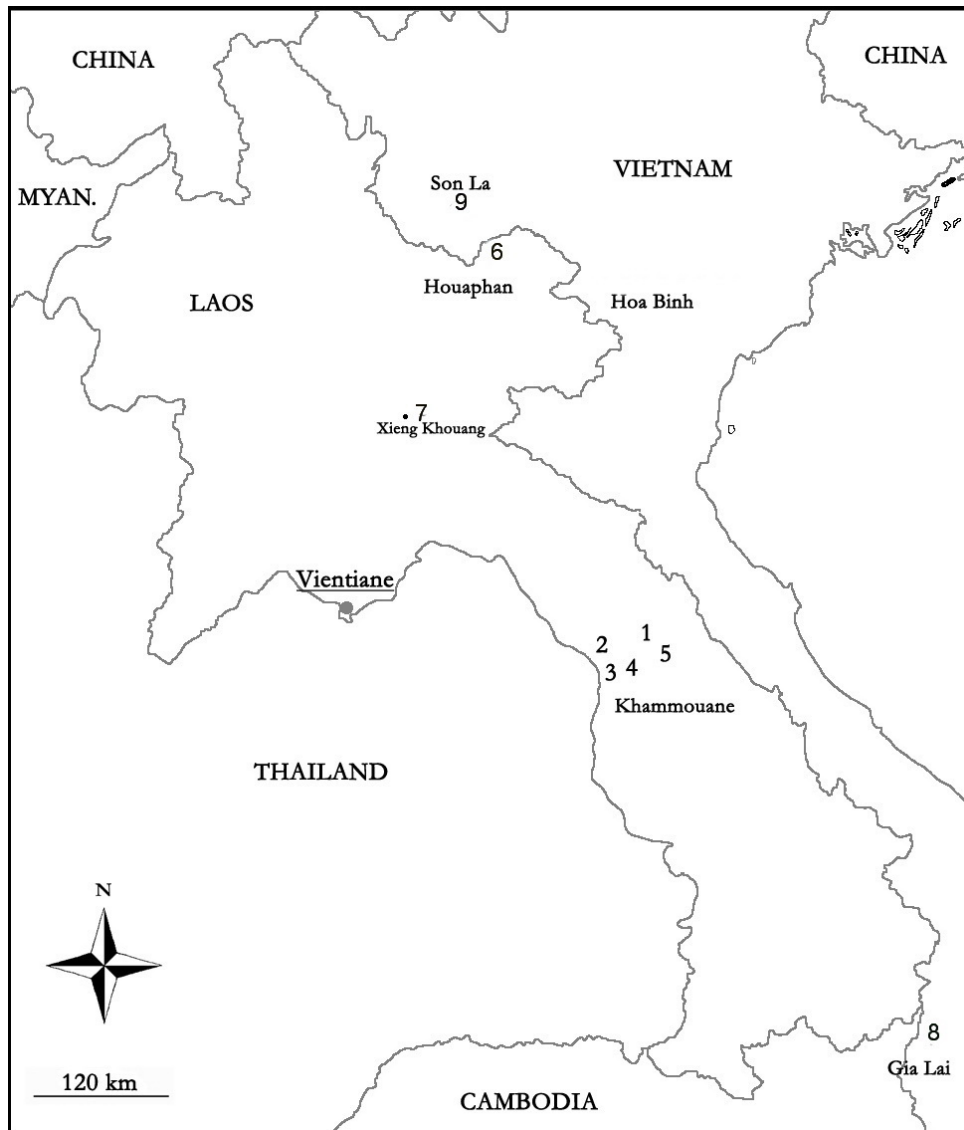 CHINA
CHINA
Son La
VIETNAM
MYAN.
9
6
Houaphan
LAOS
Hoa Binh
7
Xieng Khouang
Vientiane
1
2
5
3
4
Khammouane
THAILAND
N
8
Gia Lai
120 km
CAMBODIA